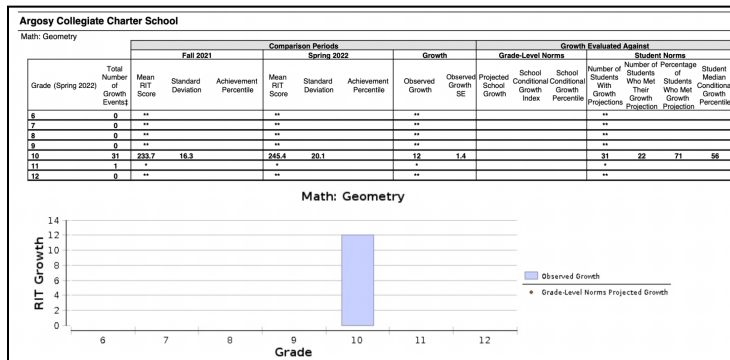 Argosy Collegiate Charter School
Math: Geometry
Comparison Periods Growth Evaluated Against
Fall 2021 Spring 2022 Growth Grade-Level Norms Student Norms
Grade (Spring 2022) Total Number of Growth Events‡ Mean RIT Score Standard Deviation Achievement Percentile Mean RIT Score Standard Deviation Achievement Percentile Observed Growth Observed Growth SE Projected School Growth School Conditional Growth Index School Conditional Growth Percentile Number of Students With Growth Projections Number of Students Who Met Their Growth Projection Percentage of Students Who Met Growth Projection Student Median Conditional Growth Percentile
6 0 ** ** ** **
7 0 ** ** ** **
8 0 ** ** ** **
9 0 ** ** ** **
10 31 233.7 16.3 245.4 20.1 12 1.4 31 22 71 56
11 1 * * * *
12 0 ** ** ** **
Math: Geometry
14
12
10
8
6
4
2
0
RIT Growth
6 7 8 9 10 11 12
Grade
Observed Growth
Grade-Level Norms Projected Growth